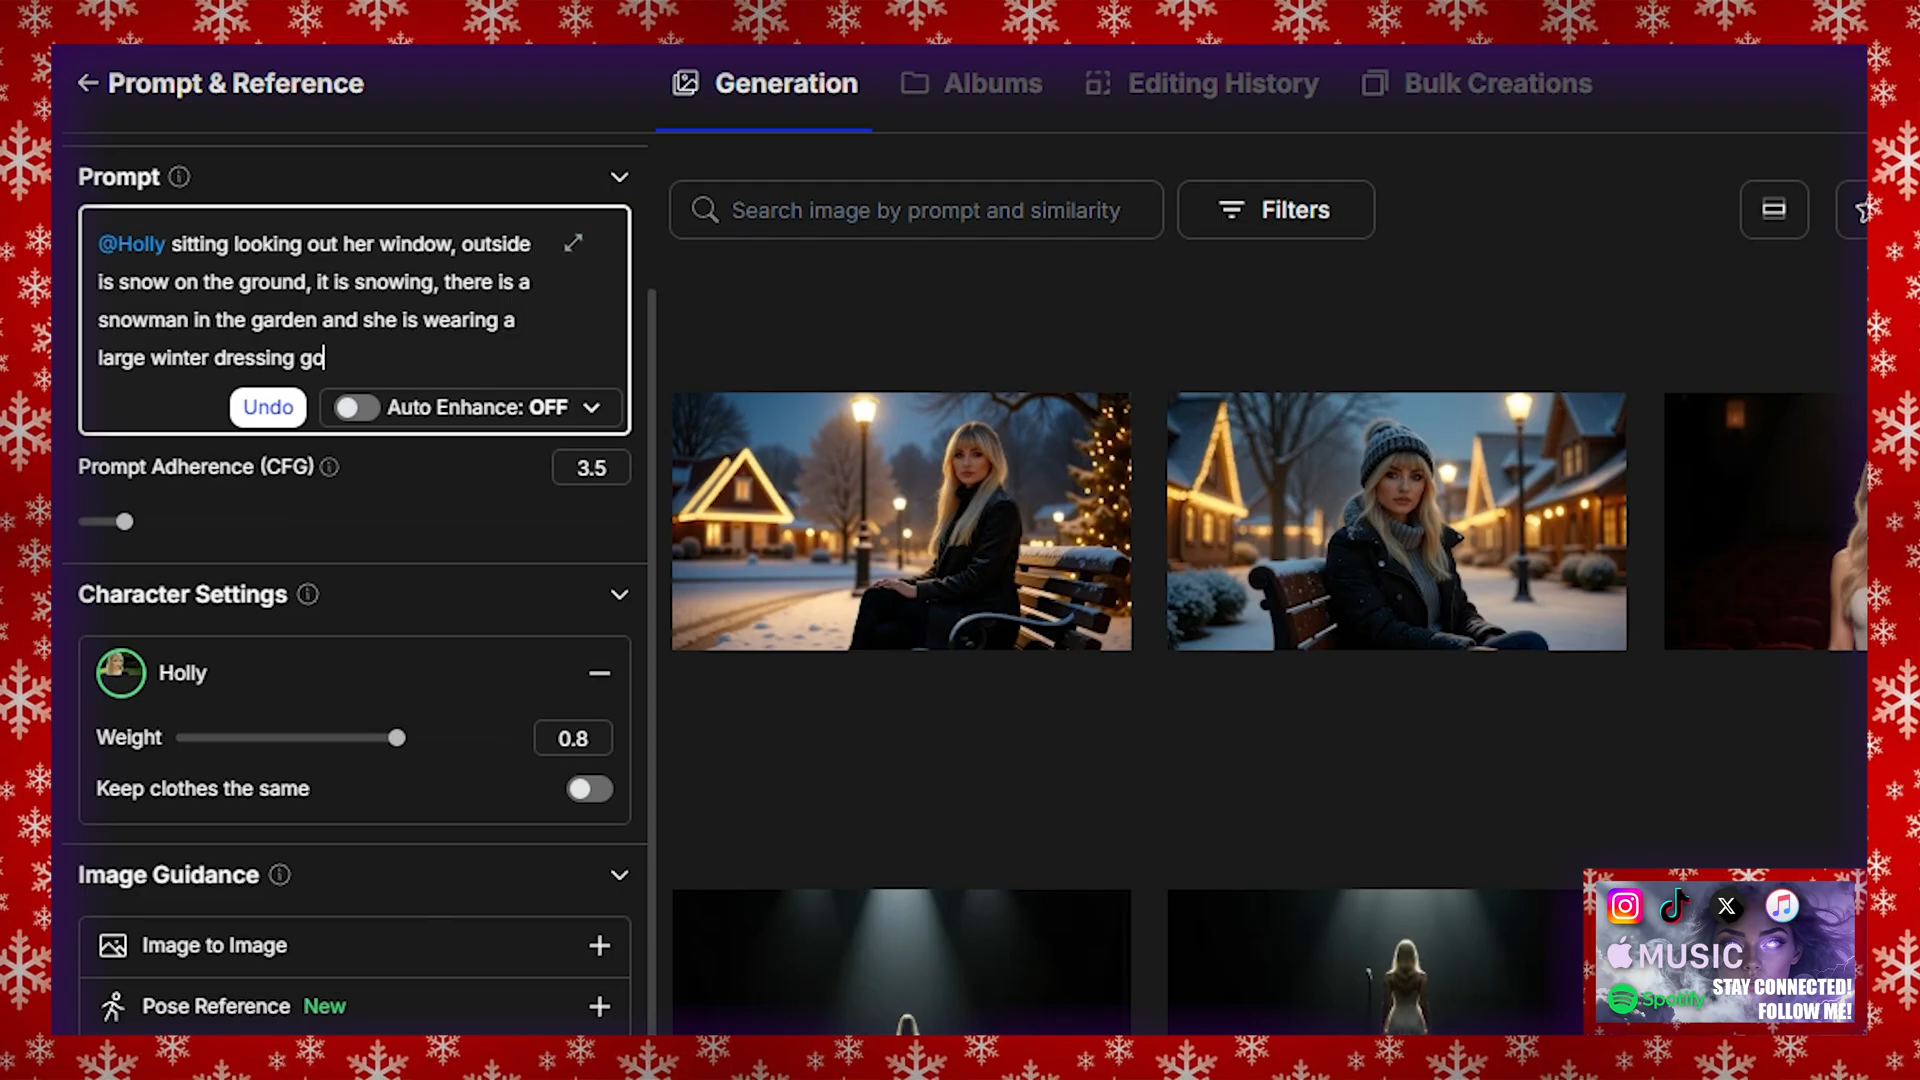 Prompt & Reference
Generation
Albums
Editing History
Bulk Creations
Prompt
@Holly sitting looking out her window, outside
is snow on the ground, it is snowing, there is a
snowman in the garden and she is wearing a
large winter dressing go
Undo
Auto Enhance: OFF
Prompt Adherence (CFG)
3.5
Character Settings
Holly
Weight
0.8
Keep clothes the same
Image Guidance
Image to Image
Pose Reference New
Search image by prompt and similarity
Filters
MUSIC
Spotify
STAY CONNECTED!
FOLLOW ME!